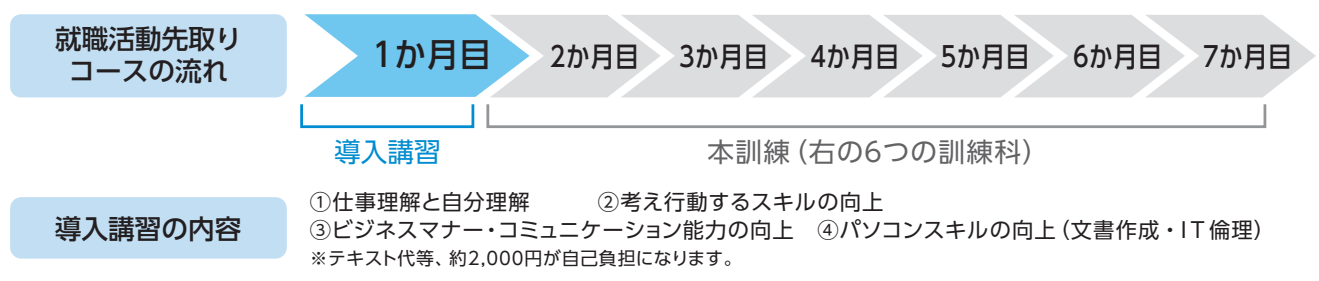 就職活動先取り
コースの流れ
1か月目
2か月目
3か月目
4か月目
5か月目
6か月目
7か月目
導入講習
本訓練（右の6つの訓練科）
導入講習の内容
①仕事理解と自分理解　②考え行動するスキルの向上
③ビジネスマナー・コミュニケーション能力の向上　④パソコンスキルの向上（文書作成・IT倫理）
※テキスト代等、約2,000円が自己負担になります。